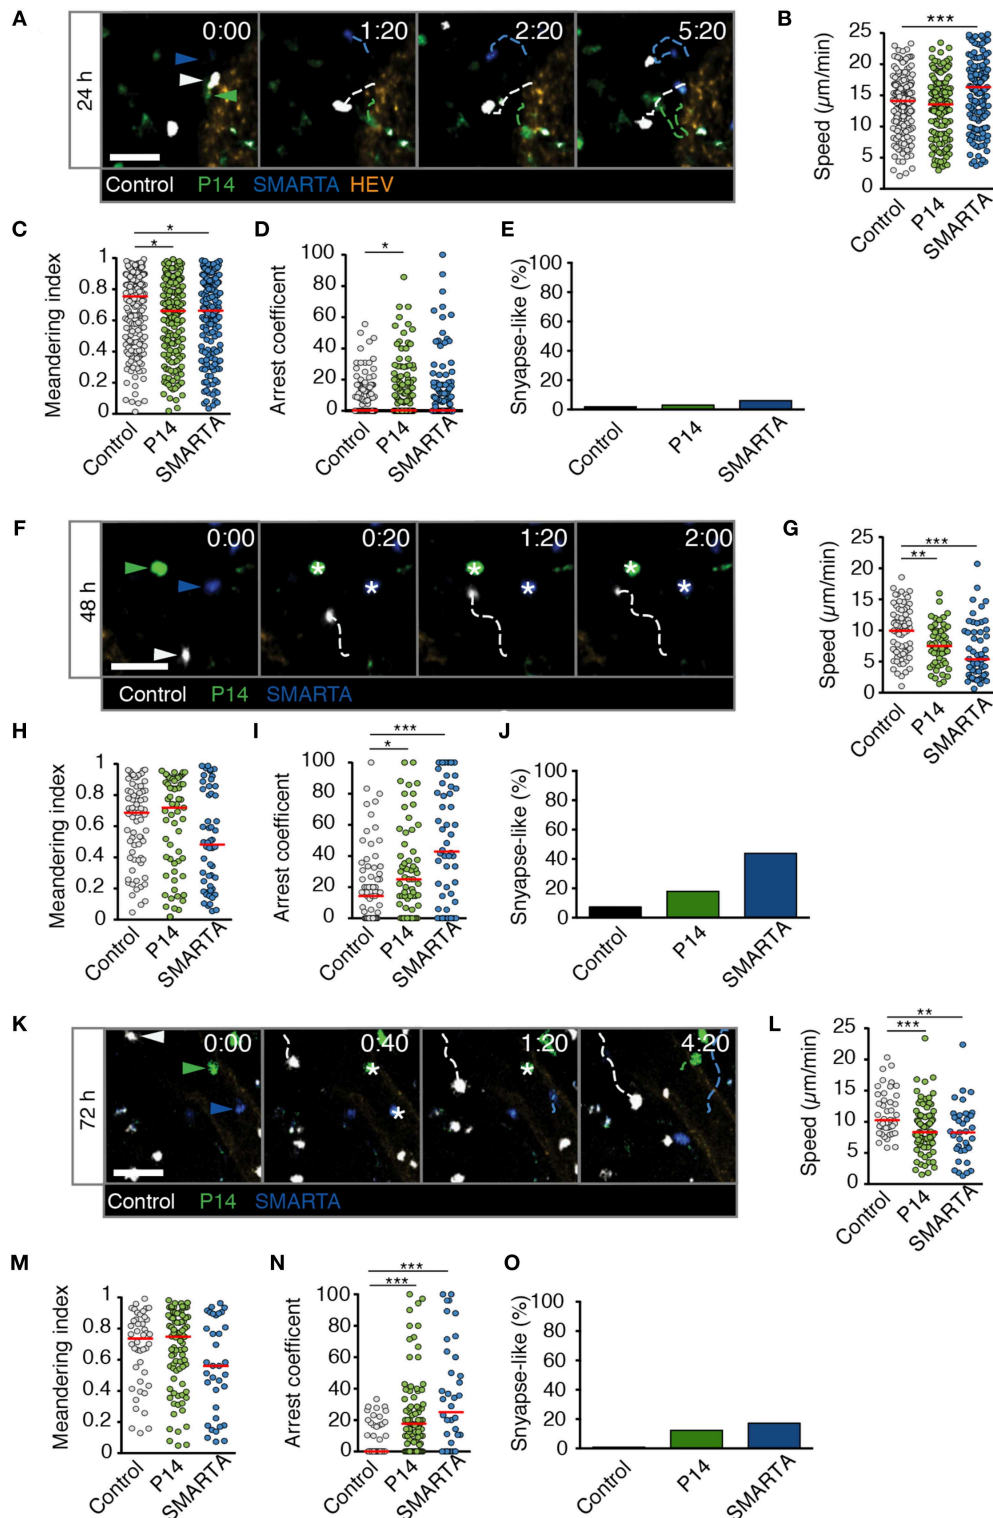 A
24 h
0:00
1:20
2:20
5:20
Control P14 SMARTA HEV
B
Speed (µm/min)
25
20
15
10
5
0
***
Control
P14
SMARTA
C
Meandering index
1
0.8
0.6
0.4
0.2
0
*
*
Control
P14
SMARTA
D
Arrest coefficent
100
80
60
40
20
0
*
Control
P14
SMARTA
E
Snyapse-like (%)
100
80
60
40
20
0
Control
P14
SMARTA
F
48 h
0:00
0:20
1:20
2:00
* * * * * *
Control P14 SMARTA
G
Speed (µm/min)
25
20
15
10
5
0
***
**
Control
P14
SMARTA
H
Meandering index
1
0.8
0.6
0.4
0.2
0
Control
P14
SMARTA
I
Arrest coefficent
100
80
60
40
20
0
***
*
Control
P14
SMARTA
J
Snyapse-like (%)
100
80
60
40
20
0
Control
P14
SMARTA
K
72 h
0:00
0:40
1:20
4:20
* * *
Control P14 SMARTA
L
Speed (µm/min)
25
20
15
10
5
0
**
***
Control
P14
SMARTA
M
Meandering index
1
0.8
0.6
0.4
0.2
0
Control
P14
SMARTA
N
Arrest coefficient
100
80
60
40
20
0
***
***
Control
P14
SMARTA
O
Snyapse-like (%)
100
80
60
40
20
0
Control
P14
SMARTA